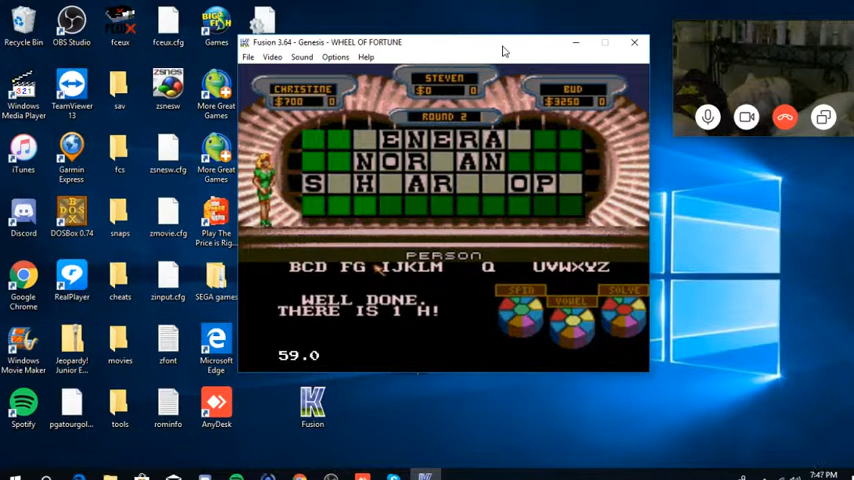 Recycle Bin
OBS Studio
fceux
fceux.cfg
Games
Windows Media Player
TeamViewer 13
sav
zsnesw
More Great Games
iTunes
Garmin Express
fcs
zsnesw.cfg
More Great Games
Discord
DOSBox 0.74
snaps
zmovie.cfg
Play The Price is Rig...
Google Chrome
RealPlayer
cheats
zinput.cfg
SEGA games
Windows Movie Maker
Jeopardy! Junior E...
movies
zfont
Microsoft Edge
Spotify
pgatourgol...
tools
rominfo
AnyDesk
Fusion
Fusion 3.64 - Genesis - WHEEL OF FORTUNE
File Video Sound Options Help
CHRISTINE
$700 0
STEVEN
$0 0
BUD
$3250 0
ROUND 2
ENERA
NOR AN
S H AR OP
PERSON
BCD FG IJKLM Q UVWXYZ
WELL DONE.
THERE IS 1 H!
SPIN
VOWEL
SOLVE
59.0
7:47 PM